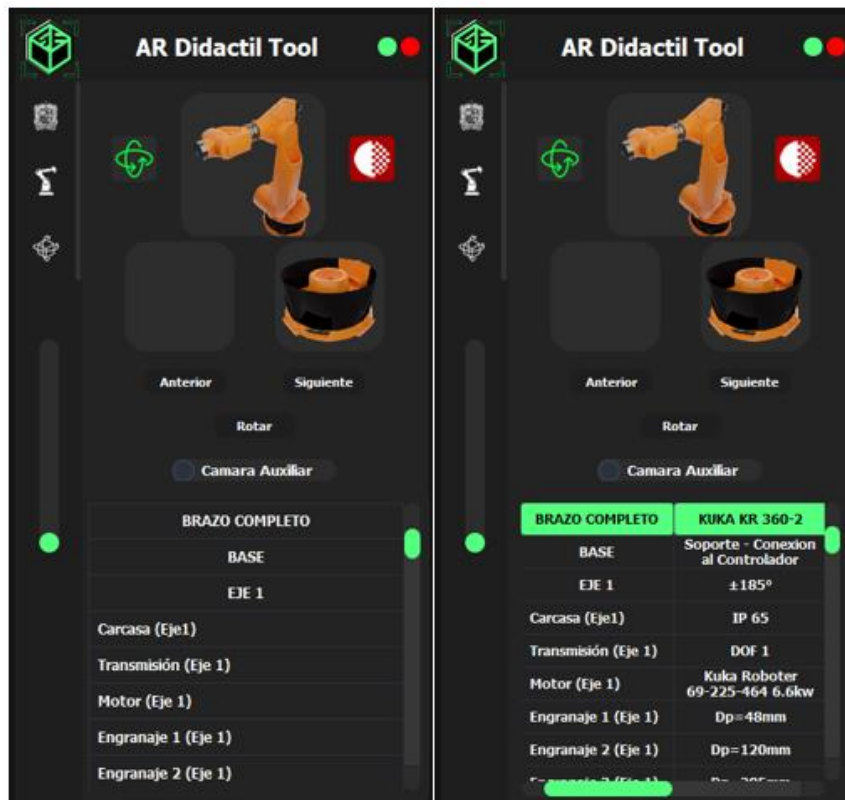 AR Didactil Tool
Anterior
Siguiente
Rotar
Camara Auxiliar
BRAZO COMPLETO
BASE
EJE 1
Carcasa (Eje1)
Transmisión (Eje 1)
Motor (Eje 1)
Engranaje 1 (Eje 1)
Engranaje 2 (Eje 1)
AR Didactil Tool
Anterior
Siguiente
Rotar
Camara Auxiliar
BRAZO COMPLETO KUKA KR 360-2
BASE Soporte - Conexion
al Controlador
EJE 1 ±185º
Carcasa (Eje1) IP 65
Transmisión (Eje 1) DOF 1
Motor (Eje 1) Kuka Roboter
69-225-464 6.6kw
Engranaje 1 (Eje 1) Dp=48mm
Engranaje 2 (Eje 1) Dp=120mm